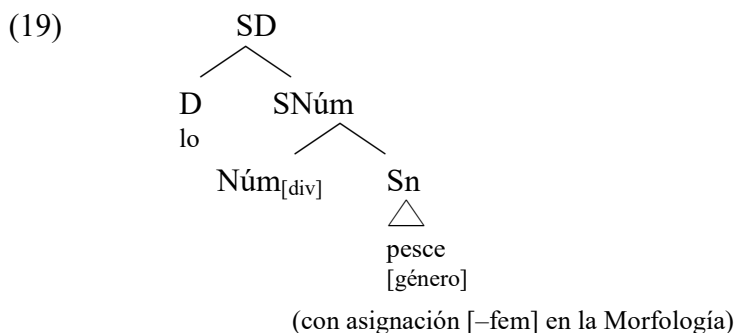 (19) SD
D SNúm
lo
Núm[div] Sn
pesce
[género]
(con asignación [–fem] en la Morfología)